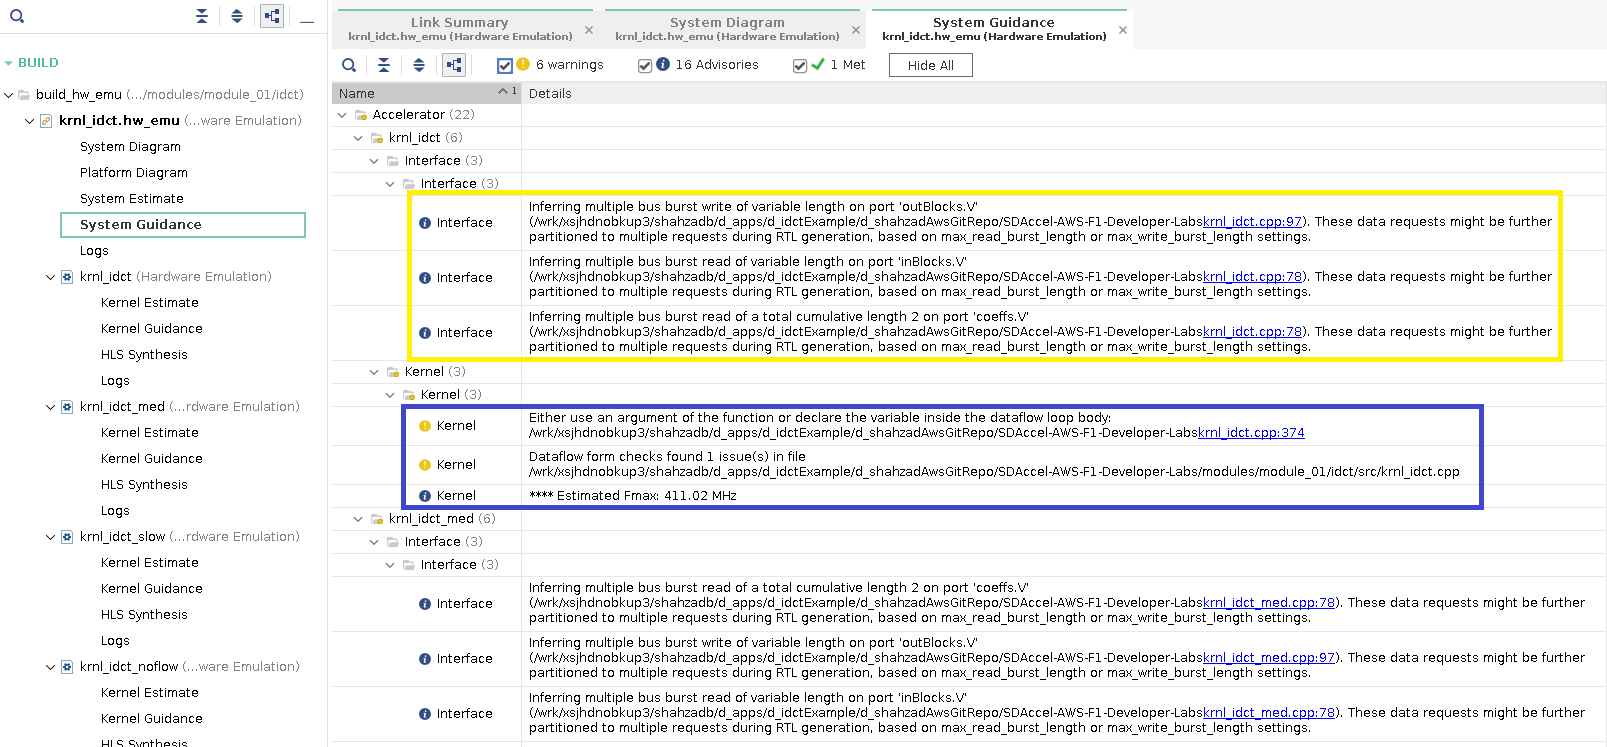 BUILD
build_hw_emu (.../modules/module_01/idct)
krnl_idct.hw_emu (...ware Emulation)
System Diagram
Platform Diagram
System Estimate
System Guidance
Logs
krnl_idct (Hardware Emulation)
Kernel Estimate
Kernel Guidance
HLS Synthesis
Logs
krnl_idct_med (...rdware Emulation)
Kernel Estimate
Kernel Guidance
HLS Synthesis
Logs
krnl_idct_slow (...rdware Emulation)
Kernel Estimate
Kernel Guidance
HLS Synthesis
Logs
krnl_idct_noflow (...ware Emulation)
Kernel Estimate
Kernel Guidance
HLS Synthesis
Link Summary
krnl_idct.hw_emu (Hardware Emulation)
System Diagram
krnl_idct.hw_emu (Hardware Emulation)
System Guidance
krnl_idct.hw_emu (Hardware Emulation)
6 warnings 16 Advisories 1 Met Hide All
Name 1 Details
Accelerator (22)
krnl_idct (6)
Interface (3)
Interface (3)
Interface
Inferring multiple bus burst write of variable length on port 'outBlocks.V'
(/wrk/xsjhdnobkup3/shahzadb/d_apps/d_idctExample/d_shahzadAwsGitRepo/SDAccel-AWS-F1-Developer-Labskrnl_idct.cpp:97). These data requests might be further
partitioned to multiple requests during RTL generation, based on max_read_burst_length or max_write_burst_length settings.
Interface
Inferring multiple bus burst read of variable length on port 'inBlocks.V'
(/wrk/xsjhdnobkup3/shahzadb/d_apps/d_idctExample/d_shahzadAwsGitRepo/SDAccel-AWS-F1-Developer-Labskrnl_idct.cpp:78). These data requests might be further
partitioned to multiple requests during RTL generation, based on max_read_burst_length or max_write_burst_length settings.
Interface
Inferring multiple bus burst read of a total cumulative length 2 on port 'coeffs.V'
(/wrk/xsjhdnobkup3/shahzadb/d_apps/d_idctExample/d_shahzadAwsGitRepo/SDAccel-AWS-F1-Developer-Labskrnl_idct.cpp:78). These data requests might be further
partitioned to multiple requests during RTL generation, based on max_read_burst_length or max_write_burst_length settings.
Kernel (3)
Kernel (3)
Kernel
Either use an argument of the function or declare the variable inside the dataflow loop body:
/wrk/xsjhdnobkup3/shahzadb/d_apps/d_idctExample/d_shahzadAwsGitRepo/SDAccel-AWS-F1-Developer-Labskrnl_idct.cpp:374
Kernel
Dataflow form checks found 1 issue(s) in file
/wrk/xsjhdnobkup3/shahzadb/d_apps/d_idctExample/d_shahzadAwsGitRepo/SDAccel-AWS-F1-Developer-Labs/modules/module_01/idct/src/krnl_idct.cpp
Kernel **** Estimated Fmax: 411.02 MHz
krnl_idct_med (6)
Interface (3)
Interface (3)
Interface
Inferring multiple bus burst read of a total cumulative length 2 on port 'coeffs.V'
(/wrk/xsjhdnobkup3/shahzadb/d_apps/d_idctExample/d_shahzadAwsGitRepo/SDAccel-AWS-F1-Developer-Labskrnl_idct_med.cpp:78). These data requests might be further
partitioned to multiple requests during RTL generation, based on max_read_burst_length or max_write_burst_length settings.
Interface
Inferring multiple bus burst write of variable length on port 'outBlocks.V'
(/wrk/xsjhdnobkup3/shahzadb/d_apps/d_idctExample/d_shahzadAwsGitRepo/SDAccel-AWS-F1-Developer-Labskrnl_idct_med.cpp:97). These data requests might be further
partitioned to multiple requests during RTL generation, based on max_read_burst_length or max_write_burst_length settings.
Interface
Inferring multiple bus burst read of variable length on port 'inBlocks.V'
(/wrk/xsjhdnobkup3/shahzadb/d_apps/d_idctExample/d_shahzadAwsGitRepo/SDAccel-AWS-F1-Developer-Labskrnl_idct_med.cpp:78). These data requests might be further
partitioned to multiple requests during RTL generation, based on max_read_burst_length or max_write_burst_length settings.